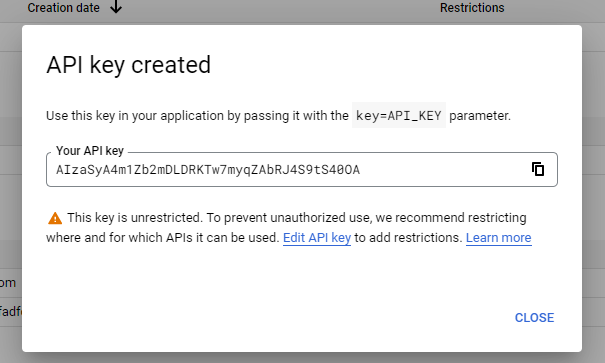 Creation date
Restrictions
API key created
Use this key in your application by passing it with the key=API_KEY parameter.
Your API key
AIzaSyA4m1Zb2mDLDRKTw7myqZAbRJ4S9tS40OA
This key is unrestricted. To prevent unauthorized use, we recommend restricting
where and for which APIs it can be used. Edit API key to add restrictions. Learn more
om
fadfe
CLOSE